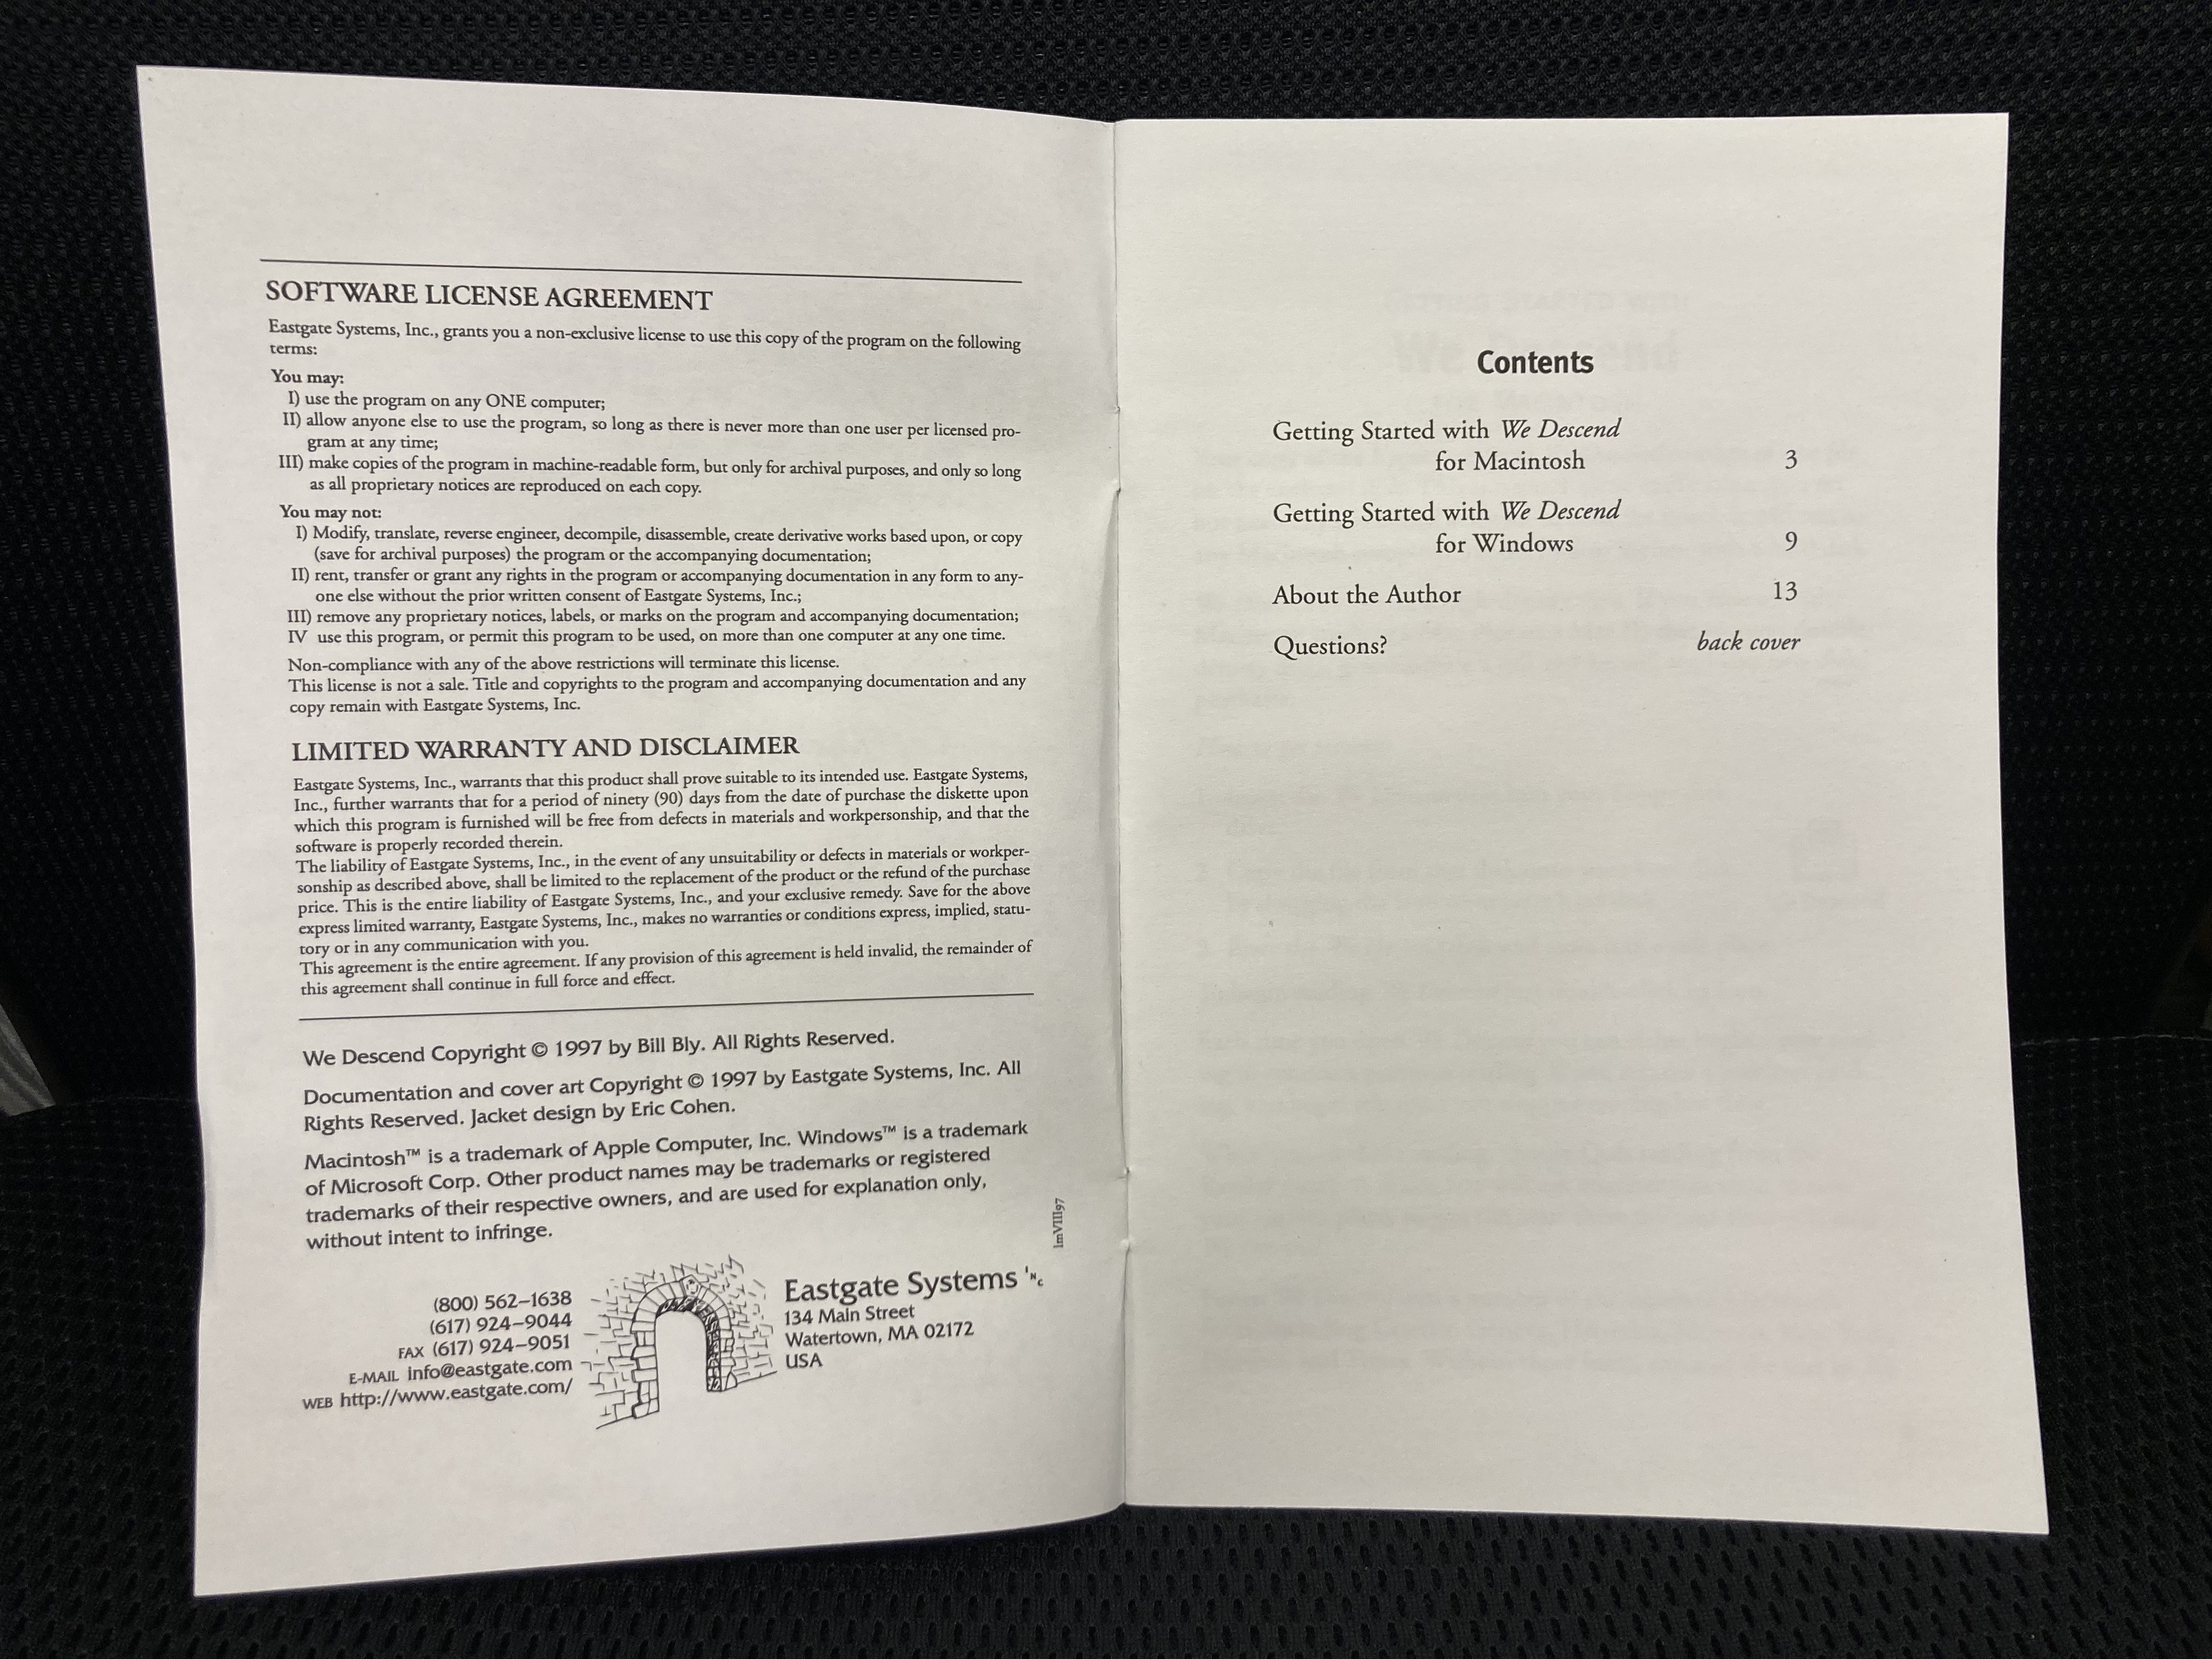 SOFTWARE LICENSE AGREEMENT
Eastgate Systems, Inc., grants you a non-exclusive license to use this copy of the program on the following
terms:
You may:
I) use the program on any ONE computer;
II) allow anyone else to use the program, so long as there is never more than one user per licensed pro-
gram at any time;
III) make copies of the program in machine-readable form, but only for archival purposes, and only so long
as all proprietary notices are reproduced on each copy.
You may not:
I) Modify, translate, reverse engineer, decompile, disassemble, create derivative works based upon, or copy
(save for archival purposes) the program or the accompanying documentation;
II) rent, transfer or grant any rights in the program or accompanying documentation in any form to any-
one else without the prior written consent of Eastgate Systems, Inc.;
III) remove any proprietary notices, labels, or marks on the program and accompanying documentation;
IV use this program, or permit this program to be used, on more than one computer at any one time.
Non-compliance with any of the above restrictions will terminate this license.
This license is not a sale. Title and copyrights to the program and accompanying documentation and any
copy remain with Eastgate Systems, Inc.
LIMITED WARRANTY AND DISCLAIMER
Eastgate Systems, Inc., warrants that this product shall prove suitable to its intended use. Eastgate Systems,
Inc., further warrants that for a period of ninety (90) days from the date of purchase the diskette upon
which this program is furnished will be free from defects in materials and workpersonship, and that the
software is properly recorded therein.
The liability of Eastgate Systems, Inc., in the event of any unsuitability or defects in materials or workper-
sonship as described above, shall be limited to the replacement of the product or the refund of the purchase
price. This is the entire liability of Eastgate Systems, Inc., and your exclusive remedy. Save for the above
express limited warranty, Eastgate Systems, Inc., makes no warranties or conditions express, implied, statu-
tory or in any communication with you.
This agreement is the entire agreement. If any provision of this agreement is held invalid, the remainder of
this agreement shall continue in full force and effect.
We Descend Copyright © 1997 by Bill Bly. All Rights Reserved.
Documentation and cover art Copyright © 1997 by Eastgate Systems, Inc. All
Rights Reserved. Jacket design by Eric Cohen.
Macintosh™ is a trademark of Apple Computer, Inc. Windows™ is a trademark
of Microsoft Corp. Other product names may be trademarks or registered
trademarks of their respective owners, and are used for explanation only,
without intent to infringe.
1mVIII97
(800) 562–1638
(617) 924–9044
FAX (617) 924–9051
E-MAIL info@eastgate.com
WEB http://www.eastgate.com/
Eastgate Systems INC
134 Main Street
Watertown, MA 02172
USA
Contents
Getting Started with We Descend
for Macintosh 3
Getting Started with We Descend
for Windows 9
About the Author 13
Questions? back cover